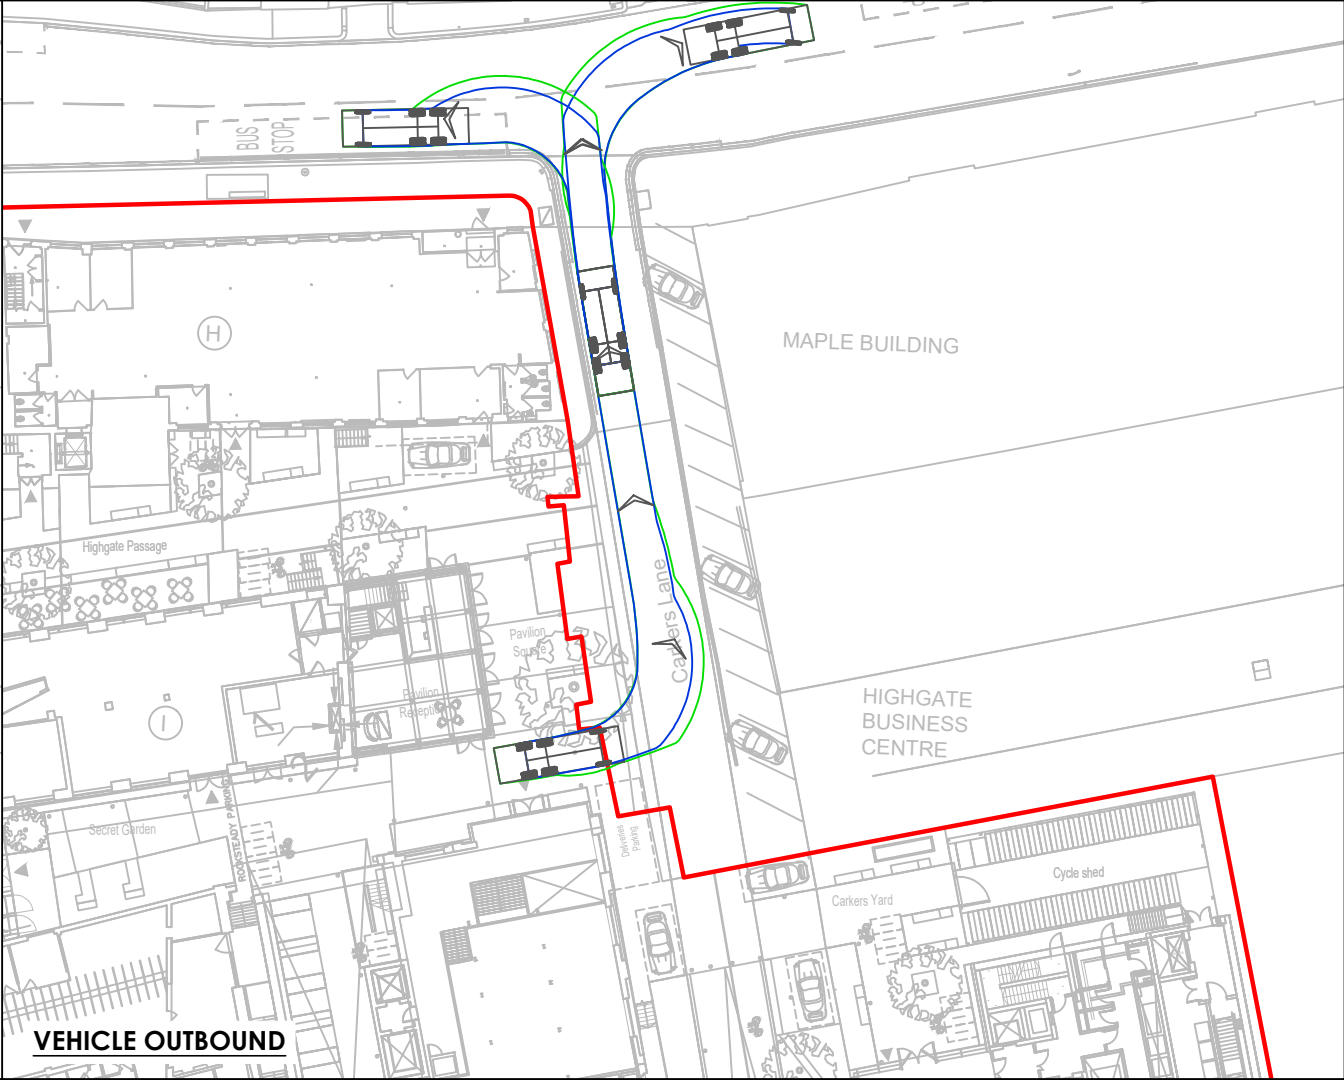 BUS
STOP
H
MAPLE BUILDING
Highgate Passage
Carkers Lane
Pavilion
Square
Pavilion
Reception
I
HIGHGATE
BUSINESS
CENTRE
Secret Garden
ROCKSTEADY PARKING
Deliveries
Parking
Cycle shed
Carkers Yard
VEHICLE OUTBOUND